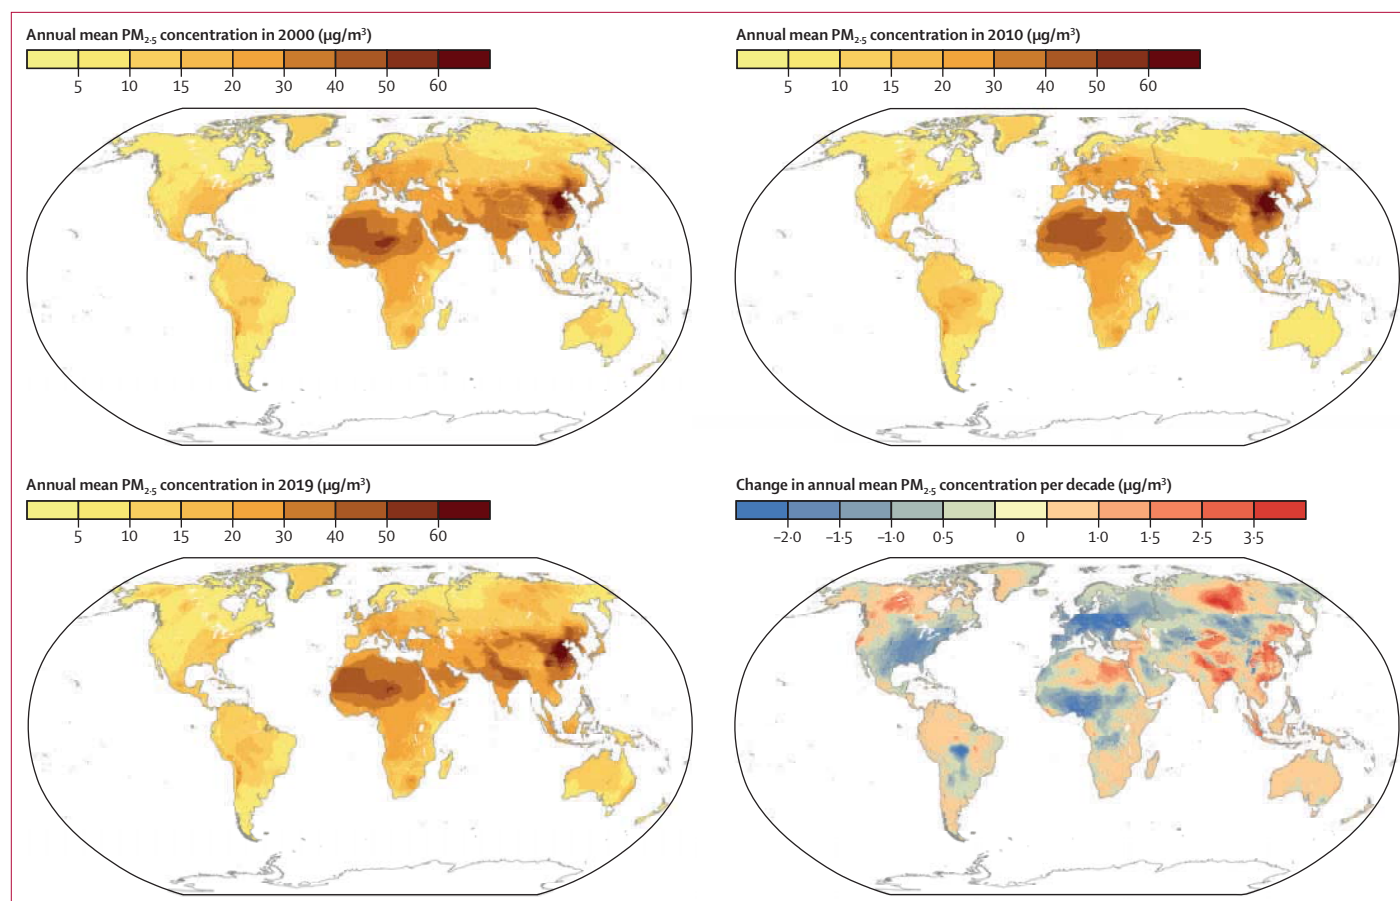 Annual mean PM2·5 concentration in 2000 (µg/m³)
5 10 15 20 30 40 50 60
Annual mean PM2·5 concentration in 2010 (µg/m³)
5 10 15 20 30 40 50 60
Annual mean PM2·5 concentration in 2019 (µg/m³)
5 10 15 20 30 40 50 60
Change in annual mean PM2·5 concentration per decade (µg/m³)
–2·0 –1·5 –1·0 0·5 0 1·0 1·5 2·5 3·5